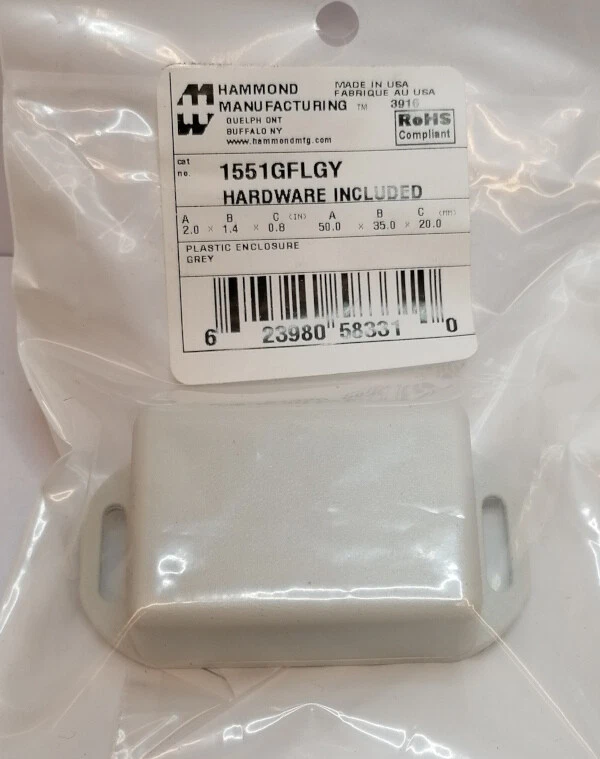 HAMMOND
MANUFACTURING ™
GUELPH ONT
BUFFALO NY
www.hammondmfg.com
MADE IN USA
FABRIQUE AU USA
3916
RoHS
Compliant
cat no. 1551GFLGY
HARDWARE INCLUDED
A B C (IN) A B C (MM)
2.0 x 1.4 x 0.8 50.0 x 35.0 x 20.0
PLASTIC ENCLOSURE
GREY
6 23980 58331 0